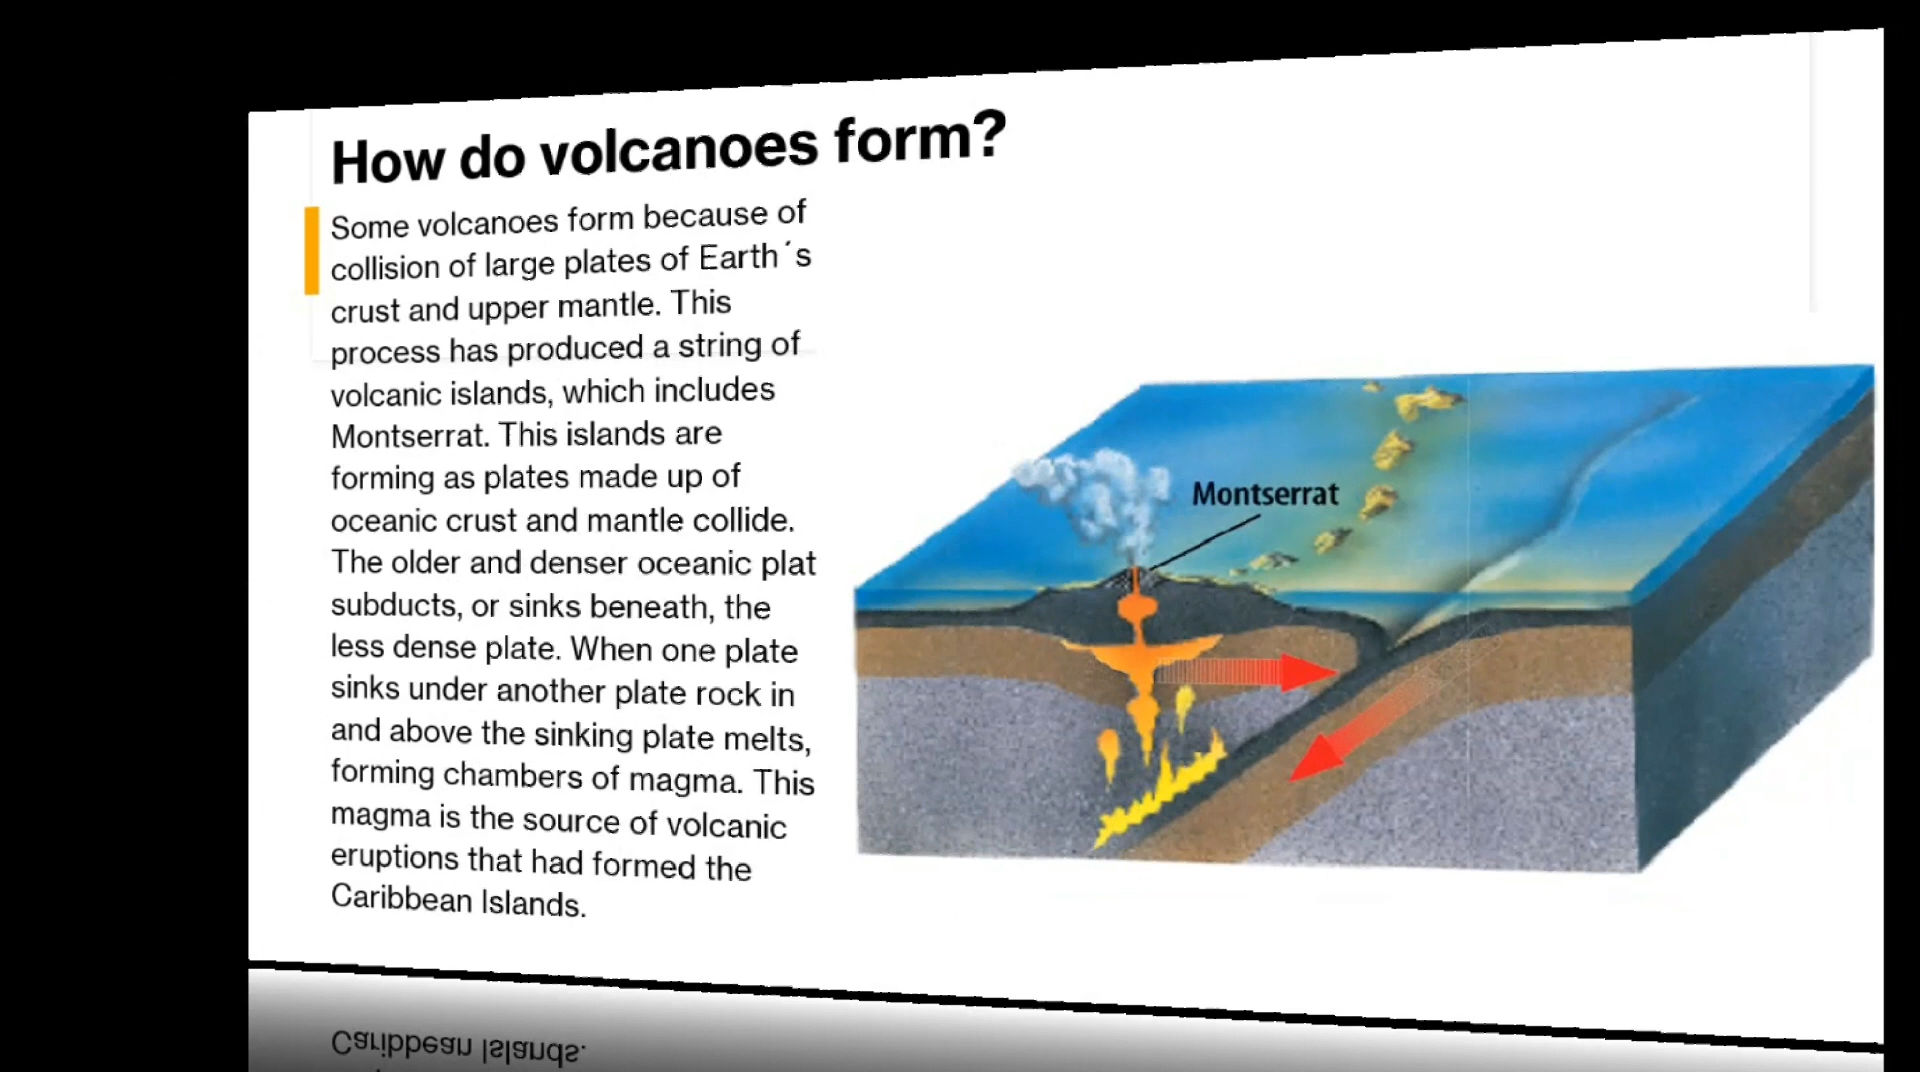 How do volcanoes form?
Some volcanoes form because of
collision of large plates of Earth´s
crust and upper mantle. This
process has produced a string of
volcanic islands, which includes
Montserrat. This islands are
forming as plates made up of
oceanic crust and mantle collide.
The older and denser oceanic plat
subducts, or sinks beneath, the
less dense plate. When one plate
sinks under another plate rock in
and above the sinking plate melts,
forming chambers of magma. This
magma is the source of volcanic
eruptions that had formed the
Caribbean Islands.
Montserrat
Caribbean Islands.